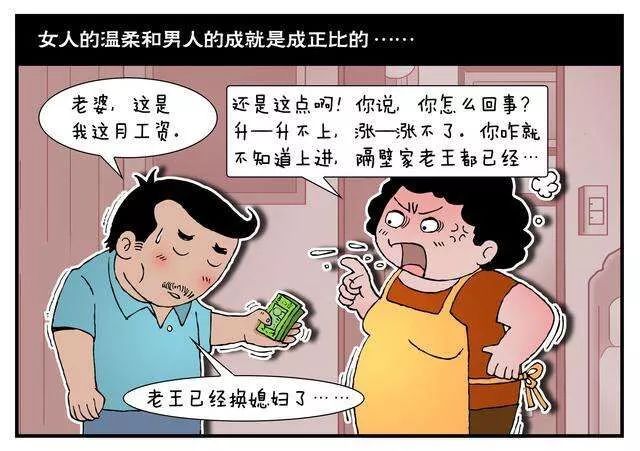 女人的温柔和男人的成就是成正比的……
老婆，这是
我这月工资．
还是这点啊！你说，你怎么回事？
升一升不上，涨一涨不了．你咋就
不知道上进，隔壁家老王都已经…
老王已经换媳妇了……